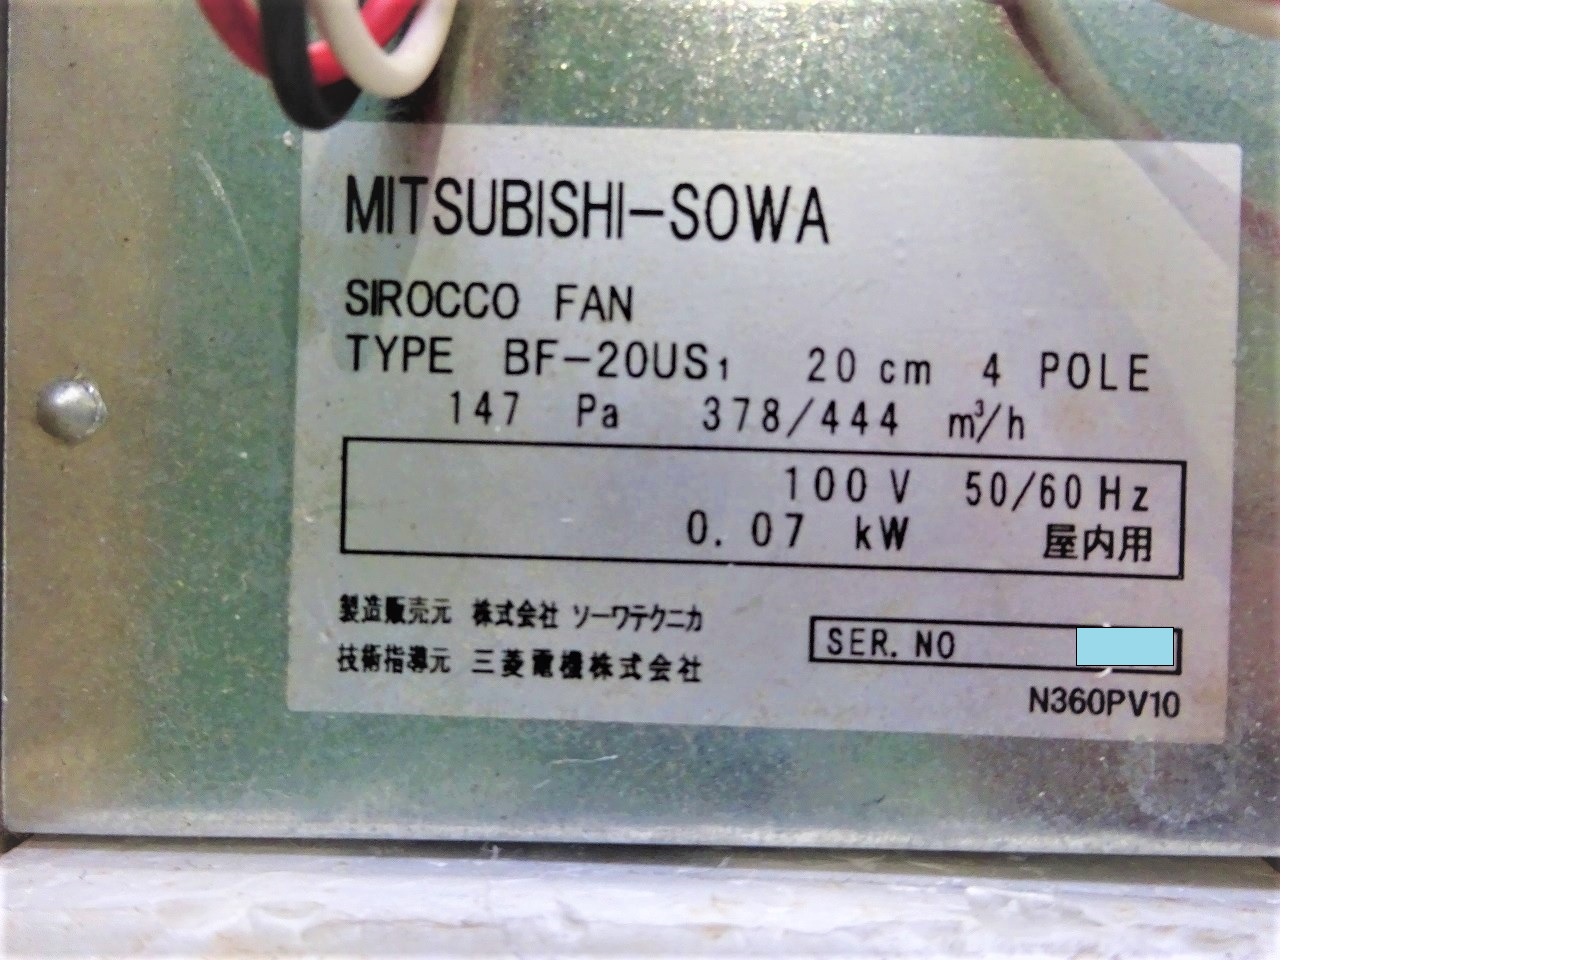 MITSUBISHI-SOWA
SIROCCO FAN
TYPE BF-20US₁ 20 cm 4 POLE
147 Pa 378/444 m³/h
100 V 50/60 Hz
0.07 kW 屋内用
製造販売元 株式会社 ソーワテクニカ
技術指導元 三菱電機株式会社
SER. NO
N360PV10